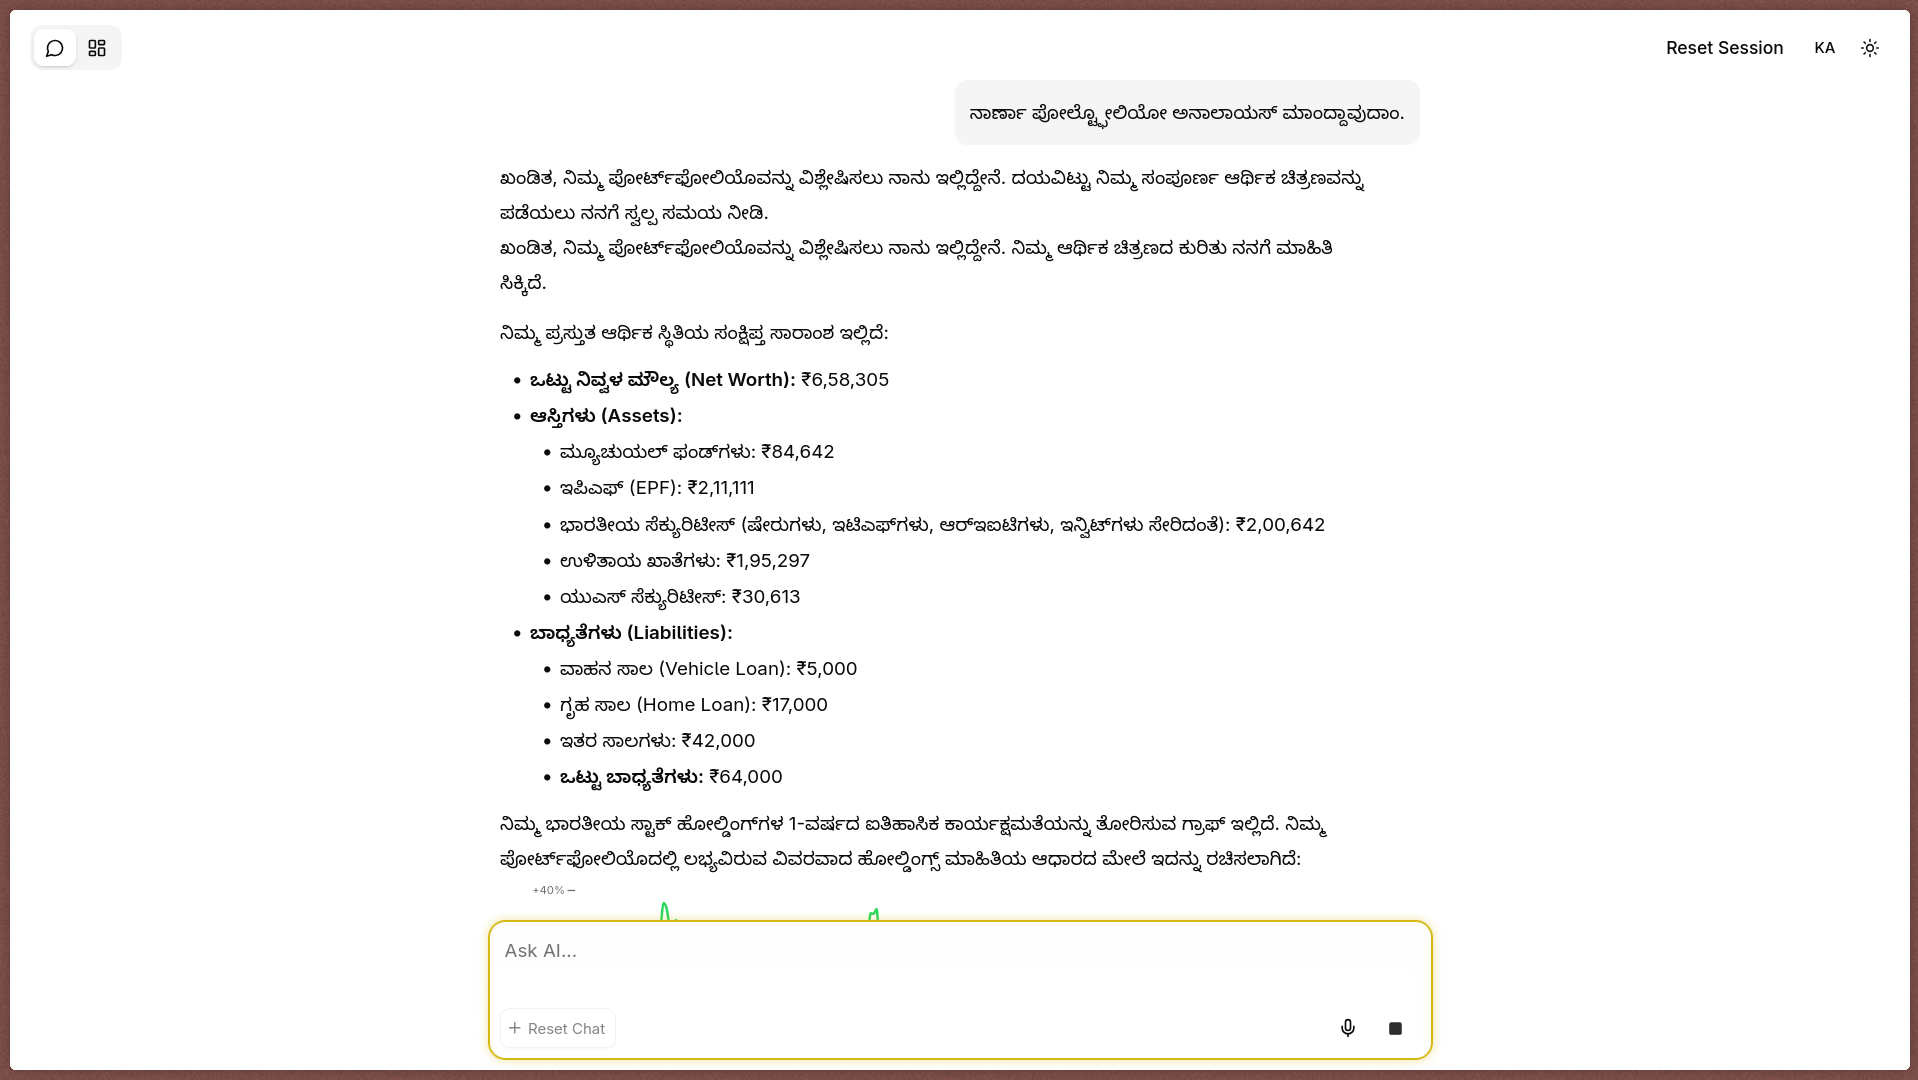 Reset Session
KA
ನಾರ್ಣಾ ಪೋಲ್ಟ್ಫೋಲಿಯೋ ಅನಾಲಾಯಸ್ ಮಾಂದ್ದಾವುದಾಂ.
ಖಂಡಿತ, ನಿಮ್ಮ ಪೋರ್ಟ್‌ಫೋಲಿಯೊವನ್ನು ವಿಶ್ಲೇಷಿಸಲು ನಾನು ಇಲ್ಲಿದ್ದೇನೆ. ದಯವಿಟ್ಟು ನಿಮ್ಮ ಸಂಪೂರ್ಣ ಆರ್ಥಿಕ ಚಿತ್ರಣವನ್ನು
ಪಡೆಯಲು ನನಗೆ ಸ್ವಲ್ಪ ಸಮಯ ನೀಡಿ.
ಖಂಡಿತ, ನಿಮ್ಮ ಪೋರ್ಟ್‌ಫೋಲಿಯೊವನ್ನು ವಿಶ್ಲೇಷಿಸಲು ನಾನು ಇಲ್ಲಿದ್ದೇನೆ. ನಿಮ್ಮ ಆರ್ಥಿಕ ಚಿತ್ರಣದ ಕುರಿತು ನನಗೆ ಮಾಹಿತಿ
ಸಿಕ್ಕಿದೆ.
ನಿಮ್ಮ ಪ್ರಸ್ತುತ ಆರ್ಥಿಕ ಸ್ಥಿತಿಯ ಸಂಕ್ಷಿಪ್ತ ಸಾರಾಂಶ ಇಲ್ಲಿದೆ:
• ಒಟ್ಟು ನಿವ್ವಳ ಮೌಲ್ಯ (Net Worth): ₹6,58,305
• ಆಸ್ತಿಗಳು (Assets):
• ಮ್ಯೂಚುಯಲ್ ಫಂಡ್‌ಗಳು: ₹84,642
• ಇಪಿಎಫ್ (EPF): ₹2,11,111
• ಭಾರತೀಯ ಸೆಕ್ಯುರಿಟೀಸ್ (ಷೇರುಗಳು, ಇಟಿಎಫ್‌ಗಳು, ಆರ್‌ಇಐಟಿಗಳು, ಇನ್ವಿಟ್‌ಗಳು ಸೇರಿದಂತೆ): ₹2,00,642
• ಉಳಿತಾಯ ಖಾತೆಗಳು: ₹1,95,297
• ಯುಎಸ್ ಸೆಕ್ಯುರಿಟೀಸ್: ₹30,613
• ಬಾಧ್ಯತೆಗಳು (Liabilities):
• ವಾಹನ ಸಾಲ (Vehicle Loan): ₹5,000
• ಗೃಹ ಸಾಲ (Home Loan): ₹17,000
• ಇತರ ಸಾಲಗಳು: ₹42,000
• ಒಟ್ಟು ಬಾಧ್ಯತೆಗಳು: ₹64,000
ನಿಮ್ಮ ಭಾರತೀಯ ಸ್ಟಾಕ್ ಹೋಲ್ಡಿಂಗ್‌ಗಳ 1-ವರ್ಷದ ಐತಿಹಾಸಿಕ ಕಾರ್ಯಕ್ಷಮತೆಯನ್ನು ತೋರಿಸುವ ಗ್ರಾಫ್ ಇಲ್ಲಿದೆ. ನಿಮ್ಮ
ಪೋರ್ಟ್‌ಫೋಲಿಯೊದಲ್ಲಿ ಲಭ್ಯವಿರುವ ವಿವರವಾದ ಹೋಲ್ಡಿಂಗ್ಸ್ ಮಾಹಿತಿಯ ಆಧಾರದ ಮೇಲೆ ಇದನ್ನು ರಚಿಸಲಾಗಿದೆ:
+40%
Ask AI...
+ Reset Chat